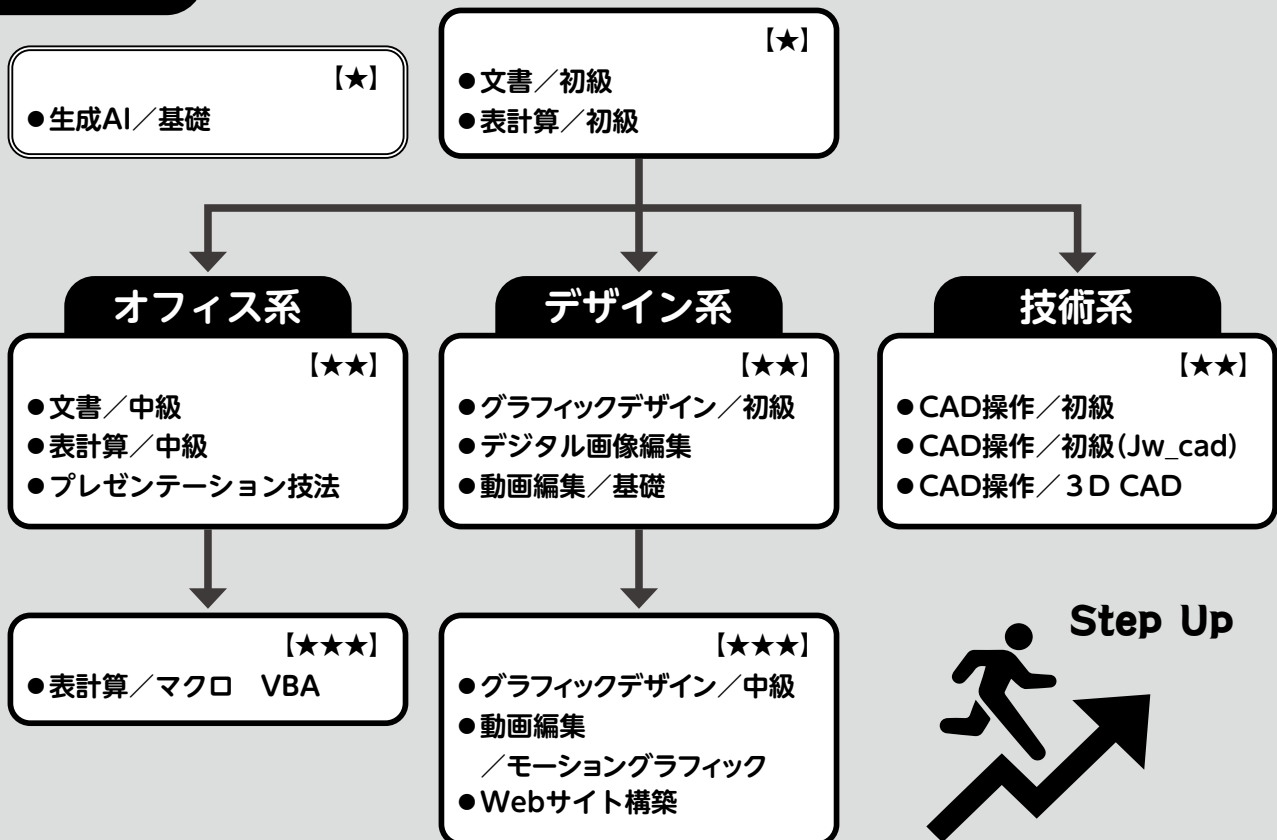 【★】
●生成AI／基礎
【★】
●文書／初級
●表計算／初級
オフィス系
【★★】
●文書／中級
●表計算／中級
●プレゼンテーション技法
デザイン系
【★★】
●グラフィックデザイン／初級
●デジタル画像編集
●動画編集／基礎
技術系
【★★】
●CAD操作／初級
●CAD操作／初級(Jw_cad)
●CAD操作／３D CAD
【★★★】
●表計算／マクロ　VBA
【★★★】
●グラフィックデザイン／中級
●動画編集
／モーショングラフィック
●Webサイト構築
Step Up